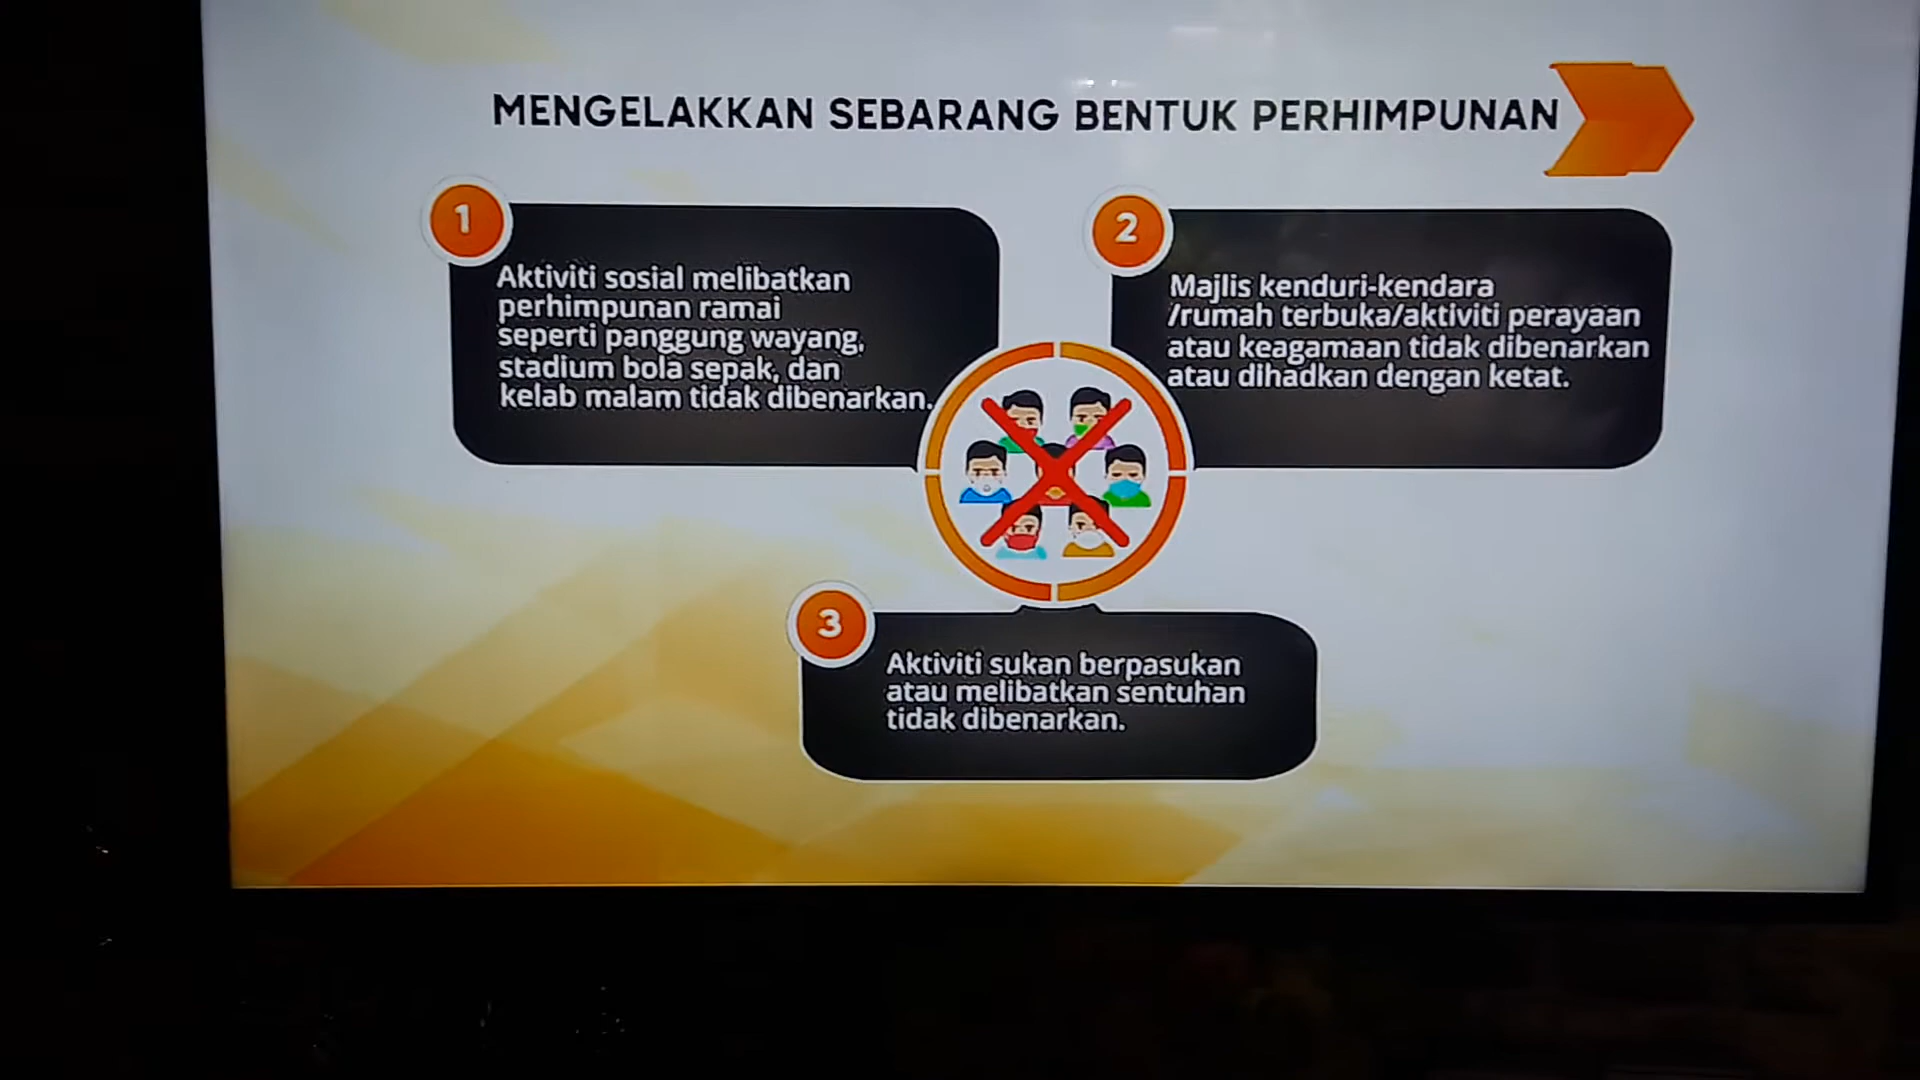 MENGELAKKAN SEBARANG BENTUK PERHIMPUNAN
1
Aktiviti sosial melibatkan
perhimpunan ramai
seperti panggung wayang,
stadium bola sepak, dan
kelab malam tidak dibenarkan.
2
Majlis kenduri-kendara
/rumah terbuka/aktiviti perayaan
atau keagamaan tidak dibenarkan
atau dihadkan dengan ketat.
3
Aktiviti sukan berpasukan
atau melibatkan sentuhan
tidak dibenarkan.